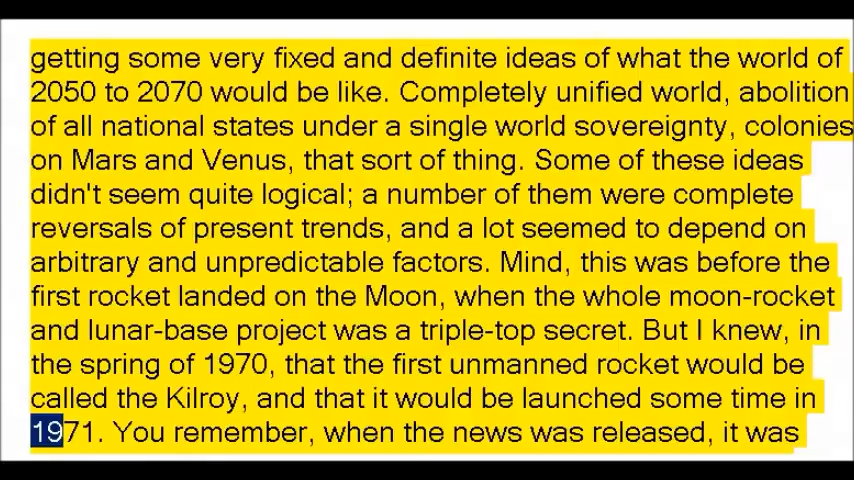 getting some very fixed and definite ideas of what the world of
2050 to 2070 would be like. Completely unified world, abolition
of all national states under a single world sovereignty, colonies
on Mars and Venus, that sort of thing. Some of these ideas
didn't seem quite logical; a number of them were complete
reversals of present trends, and a lot seemed to depend on
arbitrary and unpredictable factors. Mind, this was before the
first rocket landed on the Moon, when the whole moon-rocket
and lunar-base project was a triple-top secret. But I knew, in
the spring of 1970, that the first unmanned rocket would be
called the Kilroy, and that it would be launched some time in
1971. You remember, when the news was released, it was